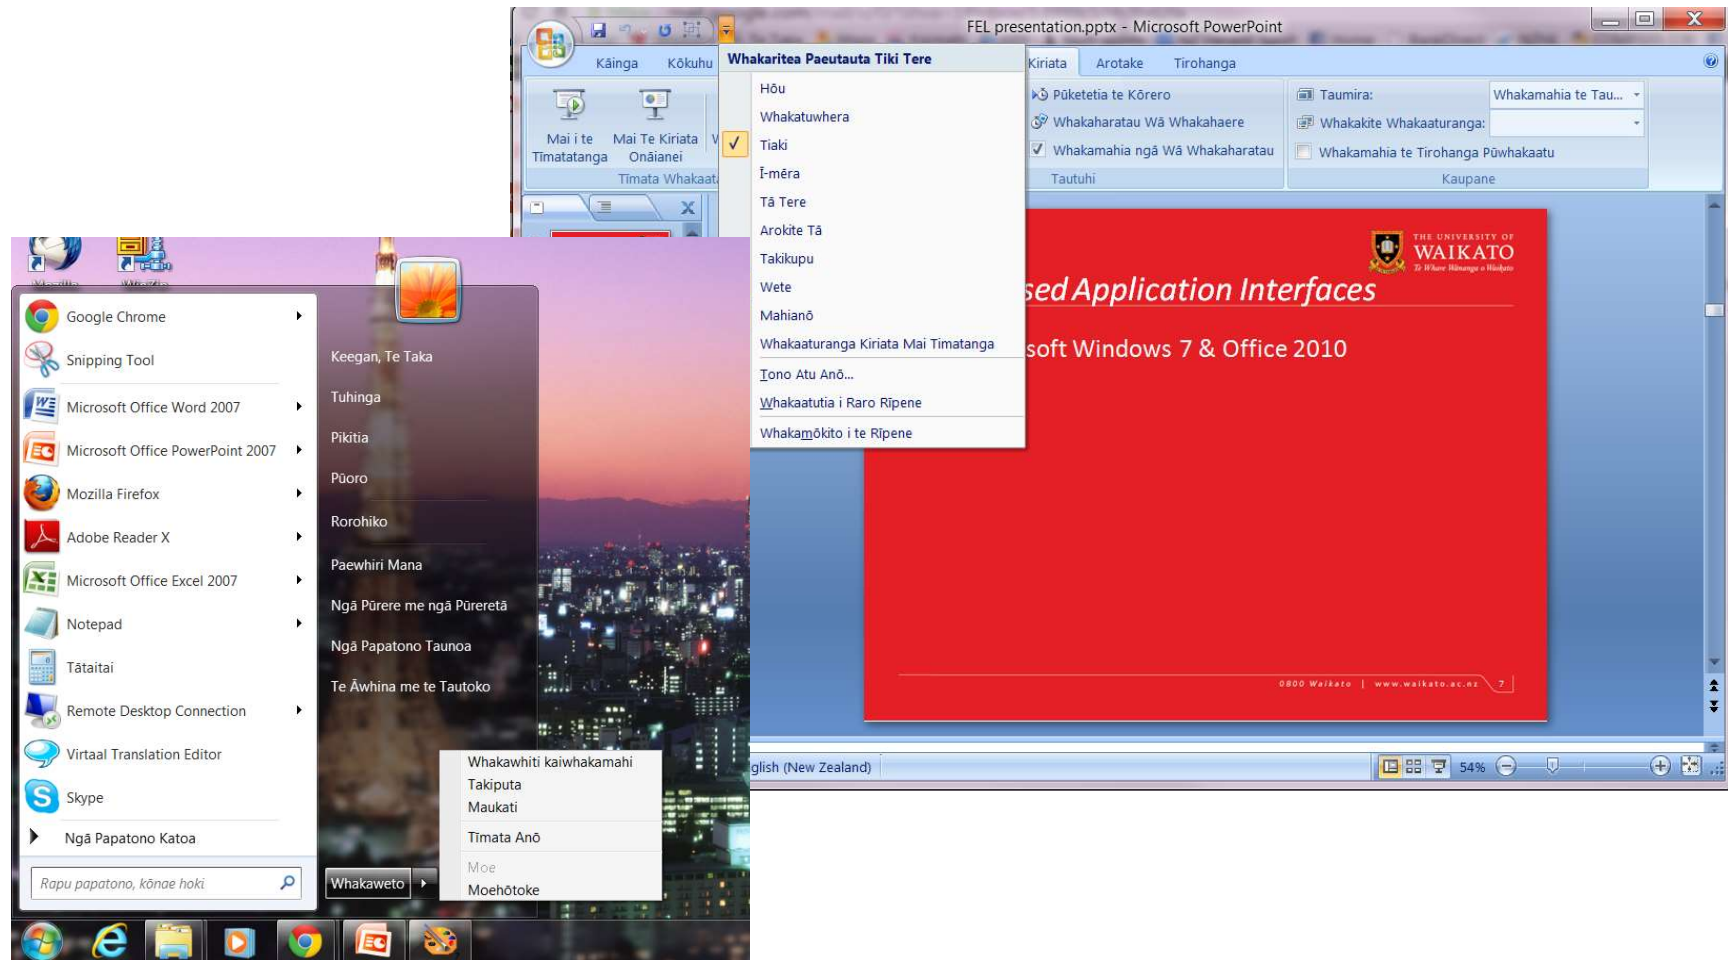 FEL presentation.pptx - Microsoft PowerPoint
Kāinga
Kōkuhu
Kiriata
Arotake
Tirohanga
Whakaritea Paeutauta Tiki Tere
Hōu
Whakatuwhera
Tiaki
Ī-mēra
Tā Tere
Arokite Tā
Takikupu
Wete
Mahianō
Whakaaturanga Kiriata Mai Timatanga
Tono Atu Anō...
Whakaatutia i Raro Rīpene
Whakamōkito i te Rīpene
Mai i te
Tīmatatanga
Mai Te Kiriata
Onāianei
Tīmata Whakaat
Pūketetia te Kōrero
Whakaharatau Wā Whakahaere
Whakamahia ngā Wā Whakaharatau
Tautuhi
Taumira:
Whakamahia te Tau...
Whakakite Whakaaturanga:
Whakamahia te Tirohanga Pūwhakaatu
Kaupane
THE UNIVERSITY OF
WAIKATO
Te Whare Wānanga o Waikato
sed Application Interfaces
soft Windows 7 & Office 2010
0800 Waikato | www.waikato.ac.nz 7
glish (New Zealand)
54%
Mozilla
WinZip
Google Chrome
Snipping Tool
Microsoft Office Word 2007
Microsoft Office PowerPoint 2007
Mozilla Firefox
Adobe Reader X
Microsoft Office Excel 2007
Notepad
Tātaitai
Remote Desktop Connection
Virtaal Translation Editor
Skype
Ngā Papatono Katoa
Rapu papatono, kōnae hoki
Keegan, Te Taka
Tuhinga
Pikitia
Pūoro
Rorohiko
Paewhiri Mana
Ngā Pūrere me ngā Pūreretā
Ngā Papatono Taunoa
Te Āwhina me te Tautoko
Whakaweto
Whakawhiti kaiwhakamahi
Takiputa
Maukati
Tīmata Anō
Moe
Moehōtoke